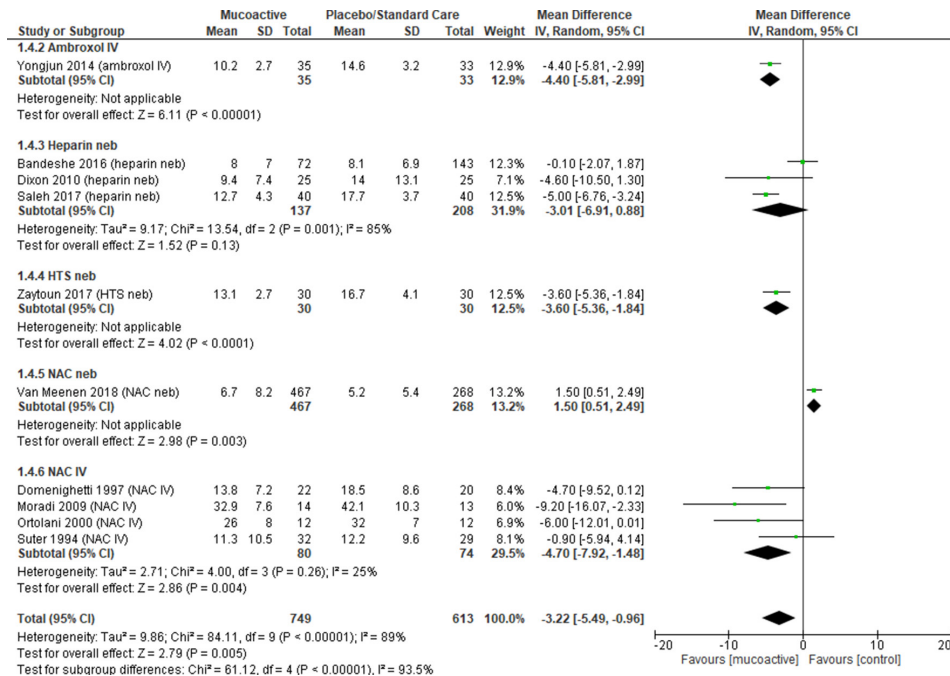 Mucoactive Placebo/Standard Care Mean Difference Mean Difference
Study or Subgroup Mean SD Total Mean SD Total Weight IV, Random, 95% CI IV, Random, 95% CI
1.4.2 Ambroxol IV
Yongjun 2014 (ambroxol IV) 10.2 2.7 35 14.6 3.2 33 12.9% -4.40 [-5.81, -2.99]
Subtotal (95% CI) 35 33 12.9% -4.40 [-5.81, -2.99]
Heterogeneity: Not applicable
Test for overall effect: Z = 6.11 (P < 0.00001)
1.4.3 Heparin neb
Bandeshe 2016 (heparin neb) 8 7 72 8.1 6.9 143 12.3% -0.10 [-2.07, 1.87]
Dixon 2010 (heparin neb) 9.4 7.4 25 14 13.1 25 7.1% -4.60 [-10.50, 1.30]
Saleh 2017 (heparin neb) 12.7 4.3 40 17.7 3.7 40 12.5% -5.00 [-6.76, -3.24]
Subtotal (95% CI) 137 208 31.9% -3.01 [-6.91, 0.88]
Heterogeneity: Tau² = 9.17; Chi² = 13.54, df = 2 (P = 0.001); I² = 85%
Test for overall effect: Z = 1.52 (P = 0.13)
1.4.4 HTS neb
Zaytoun 2017 (HTS neb) 13.1 2.7 30 16.7 4.1 30 12.5% -3.60 [-5.36, -1.84]
Subtotal (95% CI) 30 30 12.5% -3.60 [-5.36, -1.84]
Heterogeneity: Not applicable
Test for overall effect: Z = 4.02 (P < 0.0001)
1.4.5 NAC neb
Van Meenen 2018 (NAC neb) 6.7 8.2 467 5.2 5.4 268 13.2% 1.50 [0.51, 2.49]
Subtotal (95% CI) 467 268 13.2% 1.50 [0.51, 2.49]
Heterogeneity: Not applicable
Test for overall effect: Z = 2.98 (P = 0.003)
1.4.6 NAC IV
Domenighetti 1997 (NAC IV) 13.8 7.2 22 18.5 8.6 20 8.4% -4.70 [-9.52, 0.12]
Moradi 2009 (NAC IV) 32.9 7.6 14 42.1 10.3 13 6.0% -9.20 [-16.07, -2.33]
Ortolani 2000 (NAC IV) 26 8 12 32 7 12 6.9% -6.00 [-12.01, 0.01]
Suter 1994 (NAC IV) 11.3 10.5 32 12.2 9.6 29 8.1% -0.90 [-5.94, 4.14]
Subtotal (95% CI) 80 74 29.5% -4.70 [-7.92, -1.48]
Heterogeneity: Tau² = 2.71; Chi² = 4.00, df = 3 (P = 0.26); I² = 25%
Test for overall effect: Z = 2.86 (P = 0.004)
Total (95% CI) 749 613 100.0% -3.22 [-5.49, -0.96]
Heterogeneity: Tau² = 9.86; Chi² = 84.11, df = 9 (P < 0.00001); I² = 89%
Test for overall effect: Z = 2.79 (P = 0.005)
Test for subgroup differences: Chi² = 61.12, df = 4 (P < 0.00001), I² = 93.5%
-20 -10 0 10 20
Favours [mucoactive] Favours [control]